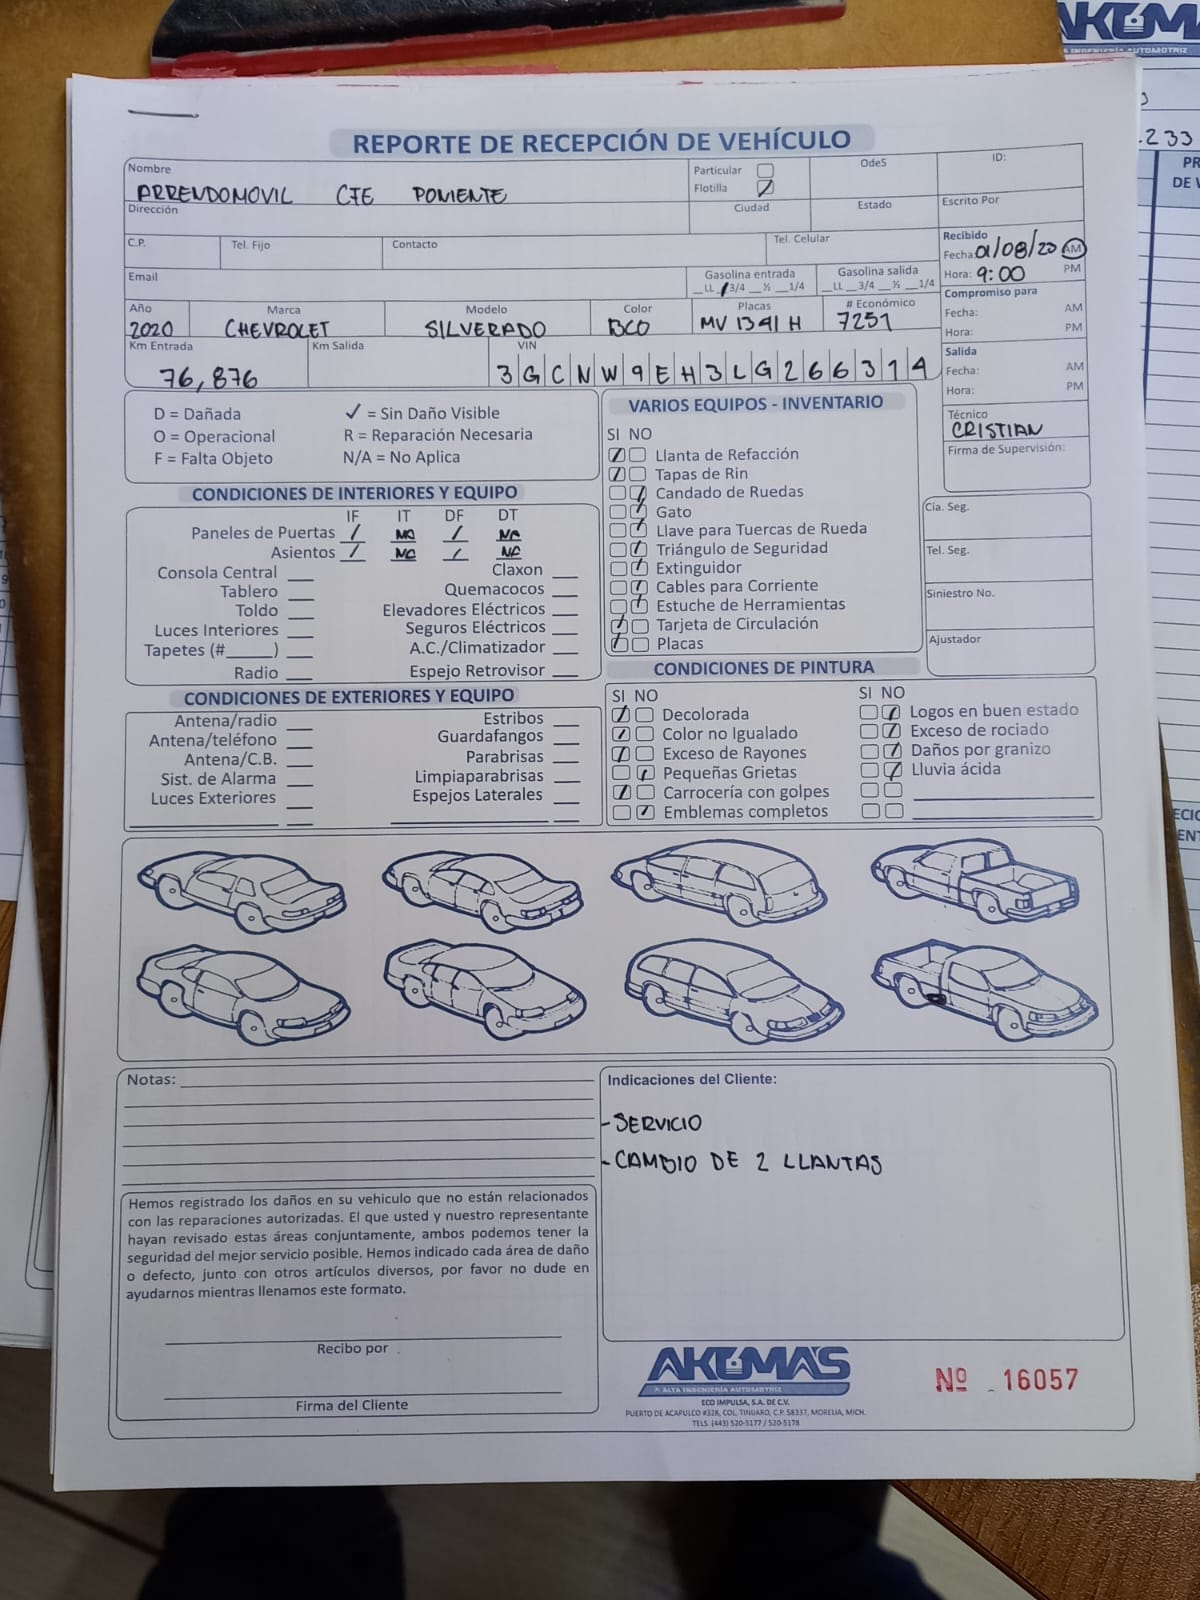 AKOMAS
INGENIERÍA AUTOMOTRIZ
233
REPORTE DE RECEPCIÓN DE VEHÍCULO
Nombre
ARRENDOMOVIL CFE PONIENTE
Particular
Flotilla
OdeS
ID:
Dirección
Ciudad
Estado
Escrito Por
C.P.
Tel. Fijo
Contacto
Tel. Celular
Recibido
Fecha: 01/08/20 AM
Hora: 9:00 PM
Email
Gasolina entrada
__LL __3/4 __½ __1/4
Gasolina salida
__LL __3/4 __½ __1/4
Compromiso para
Fecha: AM
Hora: PM
Año
2020
Marca
CHEVROLET
Modelo
SILVERADO
Color
BCO
Placas
MV 1341 H
# Económico
7251
Km Entrada
76,876
Km Salida
VIN
3GCNW9EH3LG266314
Salida
Fecha: AM
Hora: PM
Técnico
CRISTIAN
Firma de Supervisión:
D = Dañada
✓ = Sin Daño Visible
O = Operacional
R = Reparación Necesaria
F = Falta Objeto
N/A = No Aplica
VARIOS EQUIPOS - INVENTARIO
SI NO
Llanta de Refacción
Tapas de Rin
Candado de Ruedas
Gato
Llave para Tuercas de Rueda
Triángulo de Seguridad
Extinguidor
Cables para Corriente
Estuche de Herramientas
Tarjeta de Circulación
Placas
Cía. Seg.
Tel. Seg.
Siniestro No.
Ajustador
CONDICIONES DE INTERIORES Y EQUIPO
IF IT DF DT
Paneles de Puertas / NA / NA
Asientos / NA / NA
Consola Central ___ Claxon ___
Tablero ___ Quemacocos ___
Toldo ___ Elevadores Eléctricos ___
Luces Interiores ___ Seguros Eléctricos ___
Tapetes (#_____) ___ A.C./Climatizador ___
Radio ___ Espejo Retrovisor ___
CONDICIONES DE EXTERIORES Y EQUIPO
Antena/radio ___ Estribos ___
Antena/teléfono ___ Guardafangos ___
Antena/C.B. ___ Parabrisas ___
Sist. de Alarma ___ Limpiaparabrisas ___
Luces Exteriores ___ Espejos Laterales ___
CONDICIONES DE PINTURA
SI NO
SI NO
Decolorada
Logos en buen estado
Color no Igualado
Exceso de rociado
Exceso de Rayones
Daños por granizo
Pequeñas Grietas
Lluvia ácida
Carrocería con golpes
Emblemas completos
Notas:
Indicaciones del Cliente:
- SERVICIO
- CAMBIO DE 2 LLANTAS
Hemos registrado los daños en su vehiculo que no están relacionados
con las reparaciones autorizadas. El que usted y nuestro representante
hayan revisado estas áreas conjuntamente, ambos podemos tener la
seguridad del mejor servicio posible. Hemos indicado cada área de daño
o defecto, junto con otros artículos diversos, por favor no dude en
ayudarnos mientras llenamos este formato.
Recibo por
Firma del Cliente
AKOMA'S
ALTA INGENIERÍA AUTOMOTRIZ
ECO IMPULSA, S.A. DE C.V.
PUERTO DE ACAPULCO #328, COL. TINIJARO, C.P. 58337, MORELIA, MICH.
TELS. (443) 520-5177 / 520-5178
Nº 16057